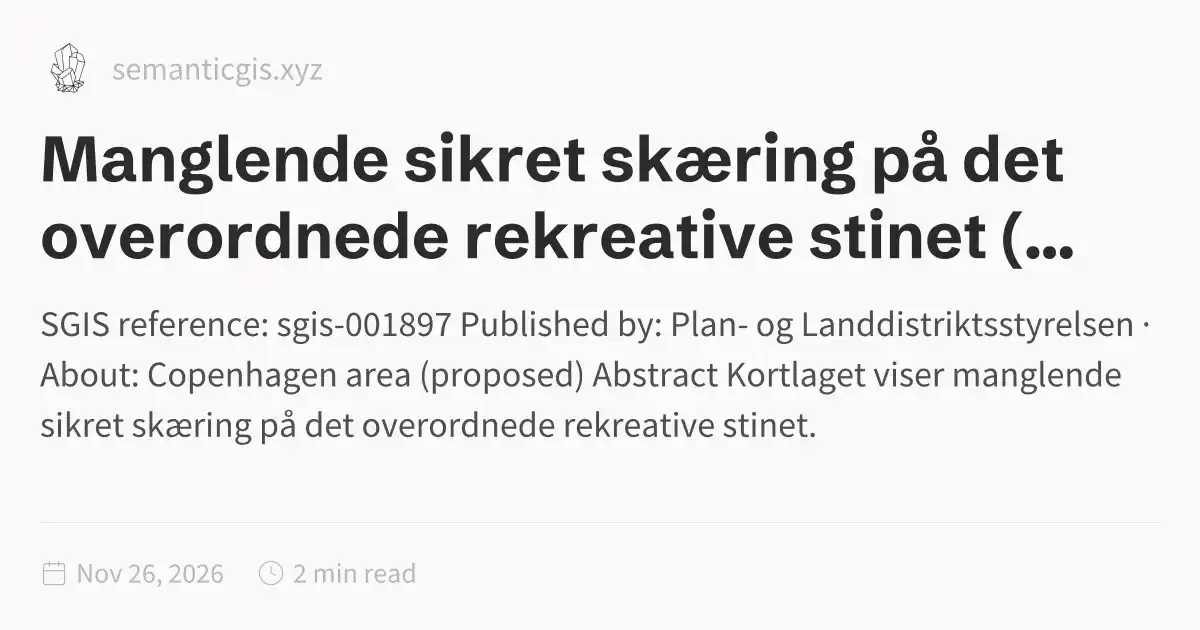 semanticgis.xyz
Manglende sikret skæring på det
overordnede rekreative stinet (...
SGIS reference: sgis-001897 Published by: Plan- og Landdistriktsstyrelsen ·
About: Copenhagen area (proposed) Abstract Kortlaget viser manglende
sikret skæring på det overordnede rekreative stinet.
Nov 26, 2026 2 min read